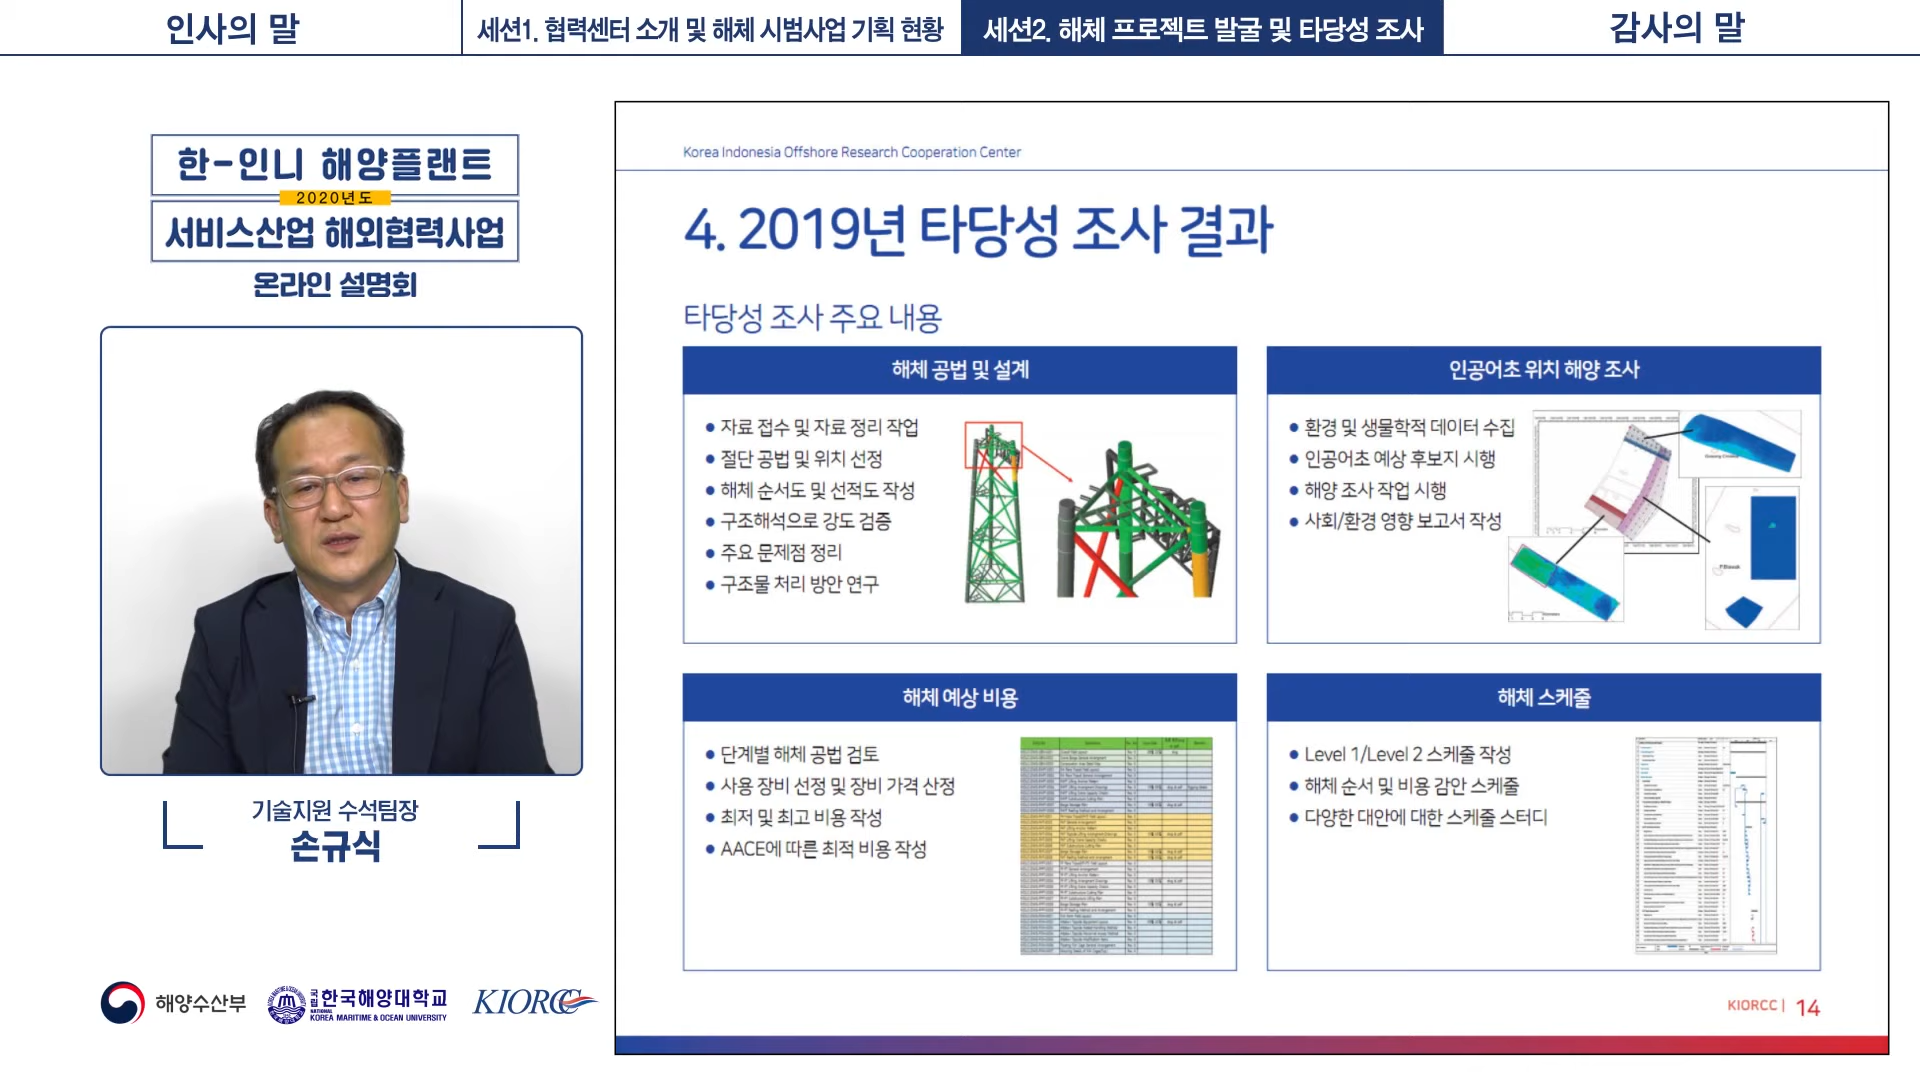 인사의 말
세션1. 협력센터 소개 및 해체 시범사업 기획 현황
세션2. 해체 프로젝트 발굴 및 타당성 조사
감사의 말
한-인니 해양플랜트
2020년도
서비스산업 해외협력사업
온라인 설명회
기술지원 수석팀장
손규식
해양수산부
국립한국해양대학교
NATIONAL
KOREA MARITIME & OCEAN UNIVERSITY
KIORCC
Korea Indonesia Offshore Research Cooperation Center
4. 2019년 타당성 조사 결과
타당성 조사 주요 내용
해체 공법 및 설계
● 자료 접수 및 자료 정리 작업
● 절단 공법 및 위치 선정
● 해체 순서도 및 선적도 작성
● 구조해석으로 강도 검증
● 주요 문제점 정리
● 구조물 처리 방안 연구
인공어초 위치 해양 조사
● 환경 및 생물학적 데이터 수집
● 인공어초 예상 후보지 시행
● 해양 조사 작업 시행
● 사회/환경 영향 보고서 작성
해체 예상 비용
● 단계별 해체 공법 검토
● 사용 장비 선정 및 장비 가격 산정
● 최저 및 최고 비용 작성
● AACE에 따른 최적 비용 작성
해체 스케줄
● Level 1/Level 2 스케줄 작성
● 해체 순서 및 비용 감안 스케줄
● 다양한 대안에 대한 스케줄 스터디
KIORCC | 14